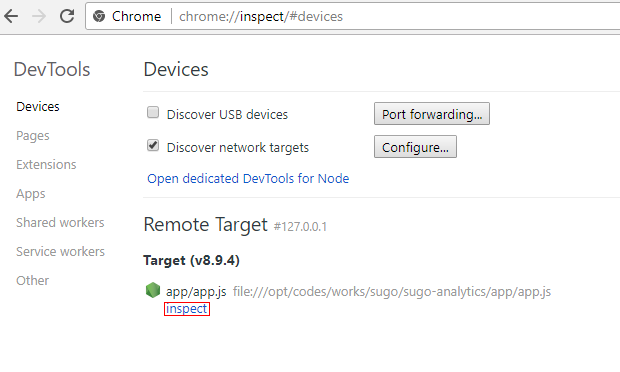 Chrome chrome://inspect/#devices
DevTools
Devices
Pages
Extensions
Apps
Shared workers
Service workers
Other
Devices
Discover USB devices Port forwarding...
Discover network targets Configure...
Open dedicated DevTools for Node
Remote Target #127.0.0.1
Target (v8.9.4)
app/app.js file:///opt/codes/works/sugo/sugo-analytics/app/app.js
inspect